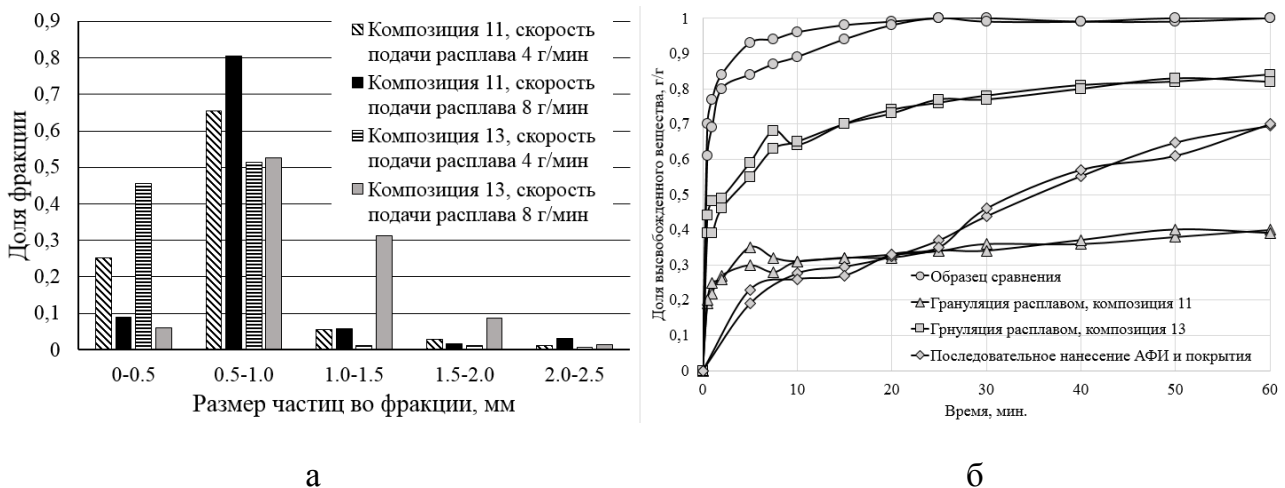 0,9
0,8
0,7
0,6
0,5
0,4
0,3
0,2
0,1
0
Доля фракции
Композиция 11, скорость
подачи расплава 4 г/мин
Композиция 11, скорость
подачи расплава 8 г/мин
Композиция 13, скорость
подачи расплава 4 г/мин
Композиция 13, скорость
подачи расплава 8 г/мин
0-0.5 0.5-1.0 1.0-1.5 1.5-2.0 2.0-2.5
Размер частиц во фракции, мм
а
1
0,9
0,8
0,7
0,6
0,5
0,4
0,3
0,2
0,1
0
Доля высвобожденного вещества, г/г
Образец сравнения
Грануляция расплавом, композиция 11
Грнуляция расплавом, композиция 13
Последовательное нанесение АФИ и покрытия
0 10 20 30 40 50 60
Время, мин.
б